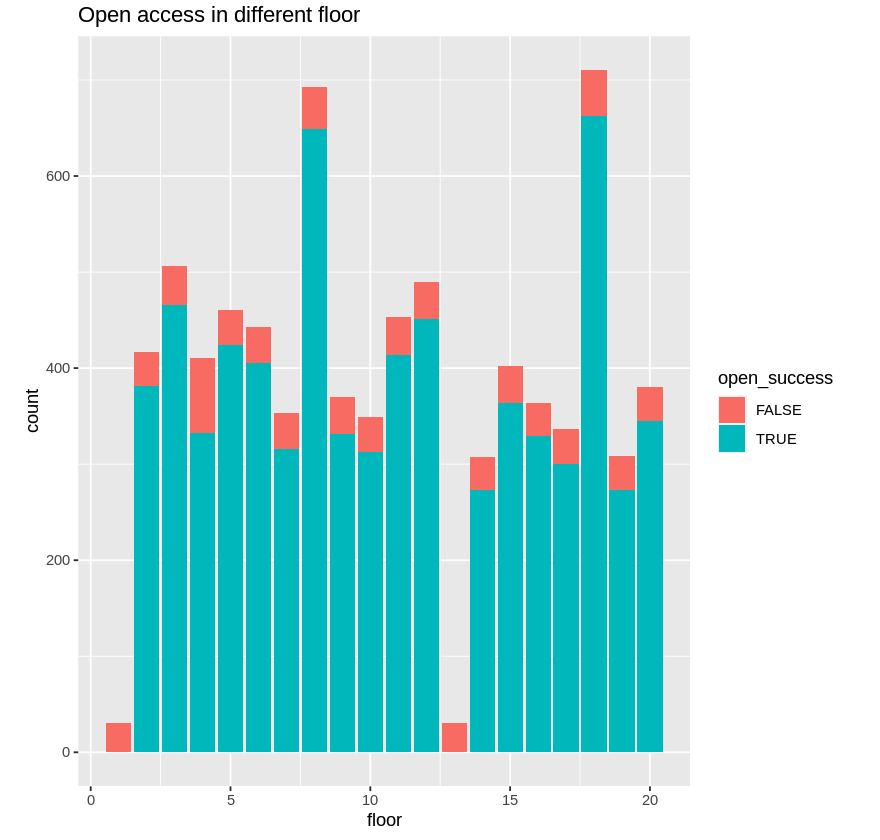 Open access in different floor
count
600
400
200
0
0 5 10 15 20
floor
open_success
FALSE
TRUE